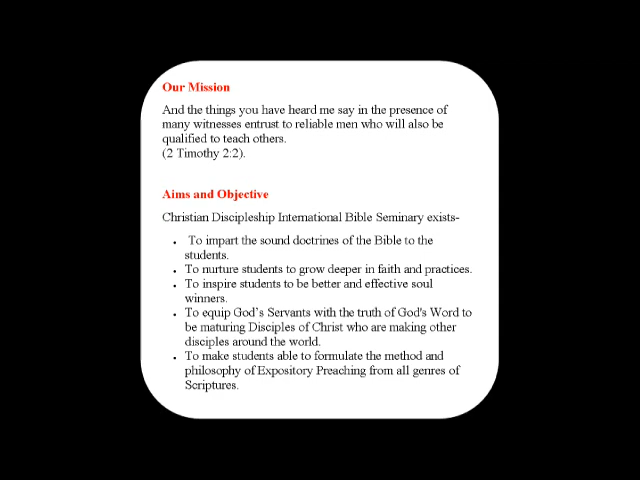 Our Mission
And the things you have heard me say in the presence of
many witnesses entrust to reliable men who will also be
qualified to teach others.
(2 Timothy 2:2).
Aims and Objective
Christian Discipleship International Bible Seminary exists-
• To impart the sound doctrines of the Bible to the
students.
• To nurture students to grow deeper in faith and practices.
• To inspire students to be better and effective soul
winners.
• To equip God's Servants with the truth of God's Word to
be maturing Disciples of Christ who are making other
disciples around the world.
• To make students able to formulate the method and
philosophy of Expository Preaching from all genres of
Scriptures.